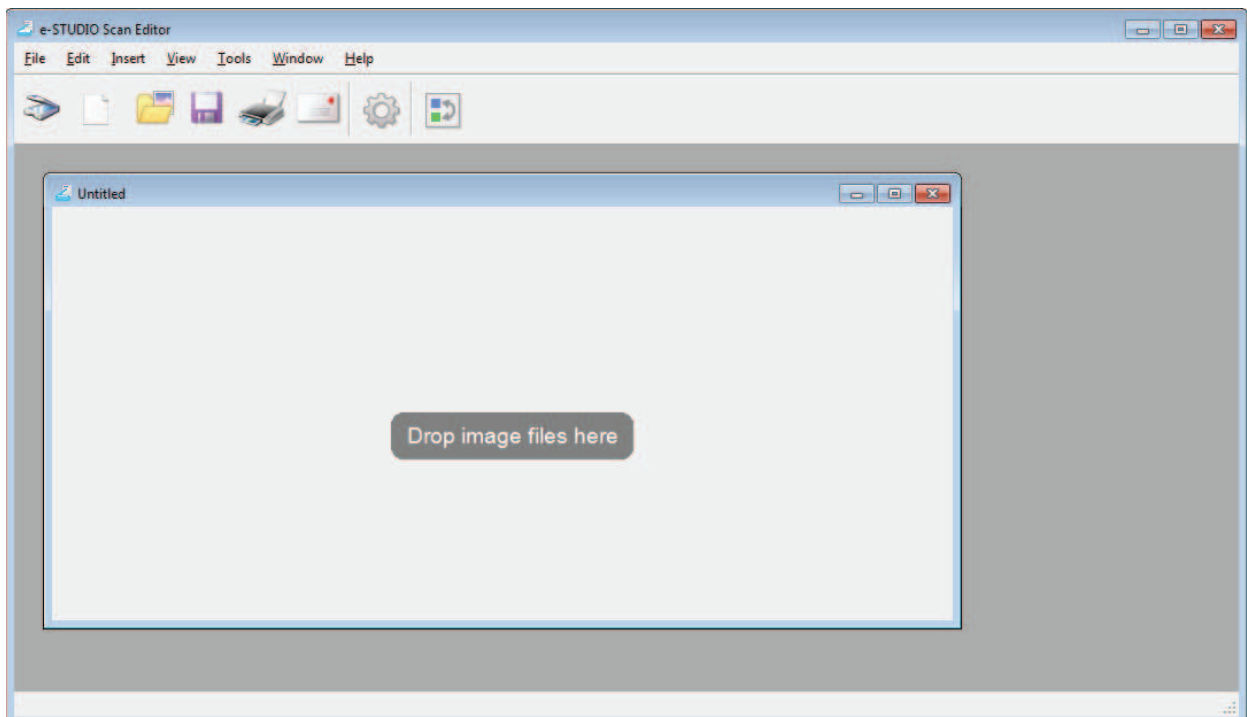 e-STUDIO Scan Editor
File Edit Insert View Tools Window Help
Untitled
Drop image files here